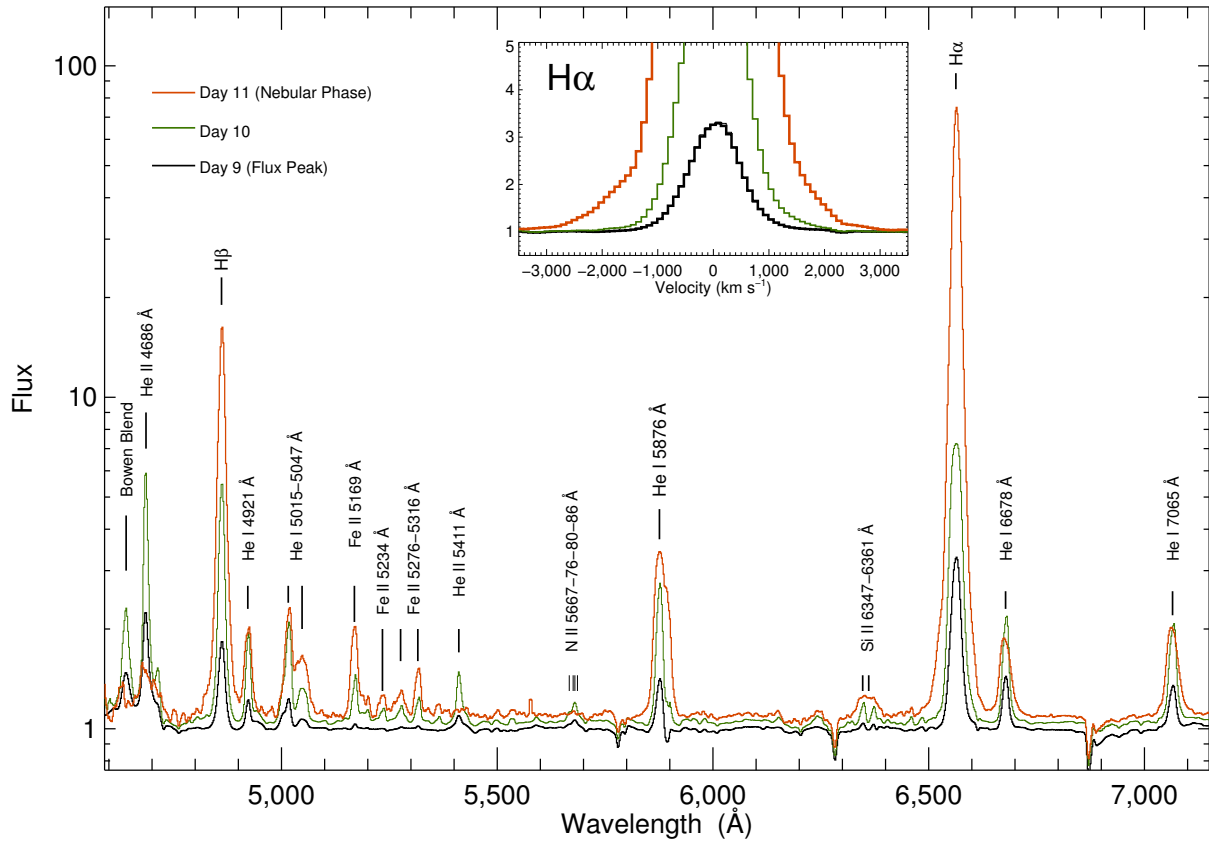 100
10
1
Flux
Day 11 (Nebular Phase)
Day 10
Day 9 (Flux Peak)
Hα
5
4
3
2
1
−3,000 −2,000 −1,000 0 1,000 2,000 3,000
Velocity (km s⁻¹)
Bowen Blend
He II 4686 Å
Hβ
He I 4921 Å
He I 5015−5047 Å
Fe II 5169 Å
Fe II 5234 Å
Fe II 5276−5316 Å
He II 5411 Å
N II 5667−76−80−86 Å
He I 5876 Å
Si II 6347−6361 Å
Hα
He I 6678 Å
He I 7065 Å
5,000 5,500 6,000 6,500 7,000
Wavelength (Å)